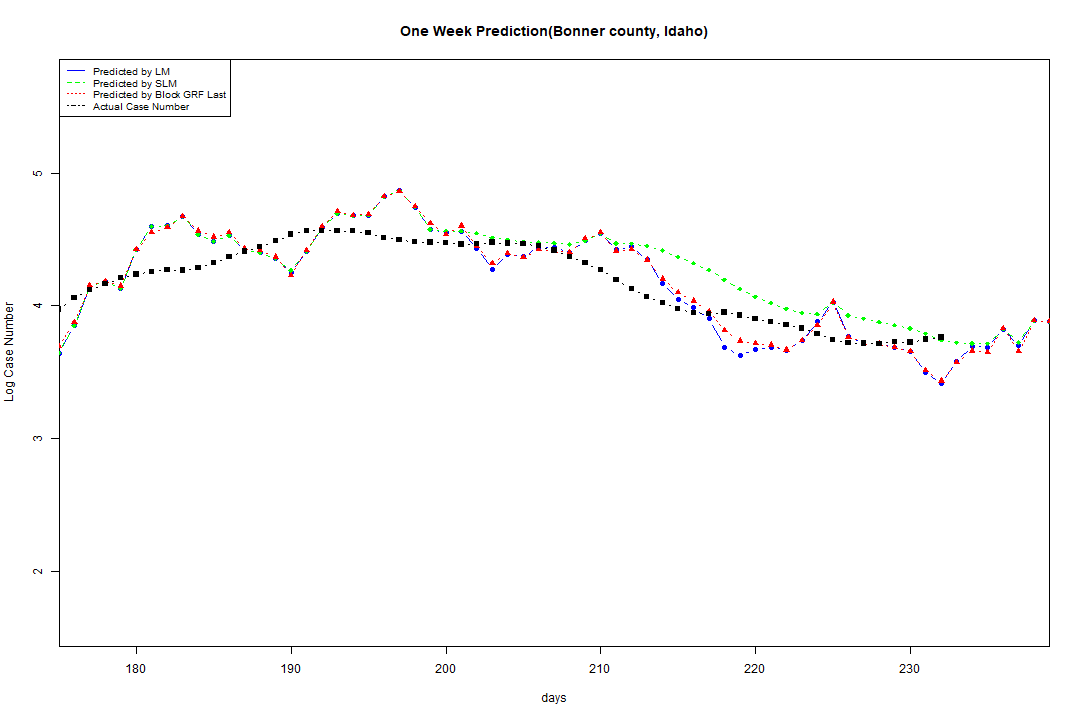 One Week Prediction(Bonner county, Idaho)
Predicted by LM
Predicted by SLM
Predicted by Block GRF Last
Actual Case Number
5
4
3
2
Log Case Number
180 190 200 210 220 230
days